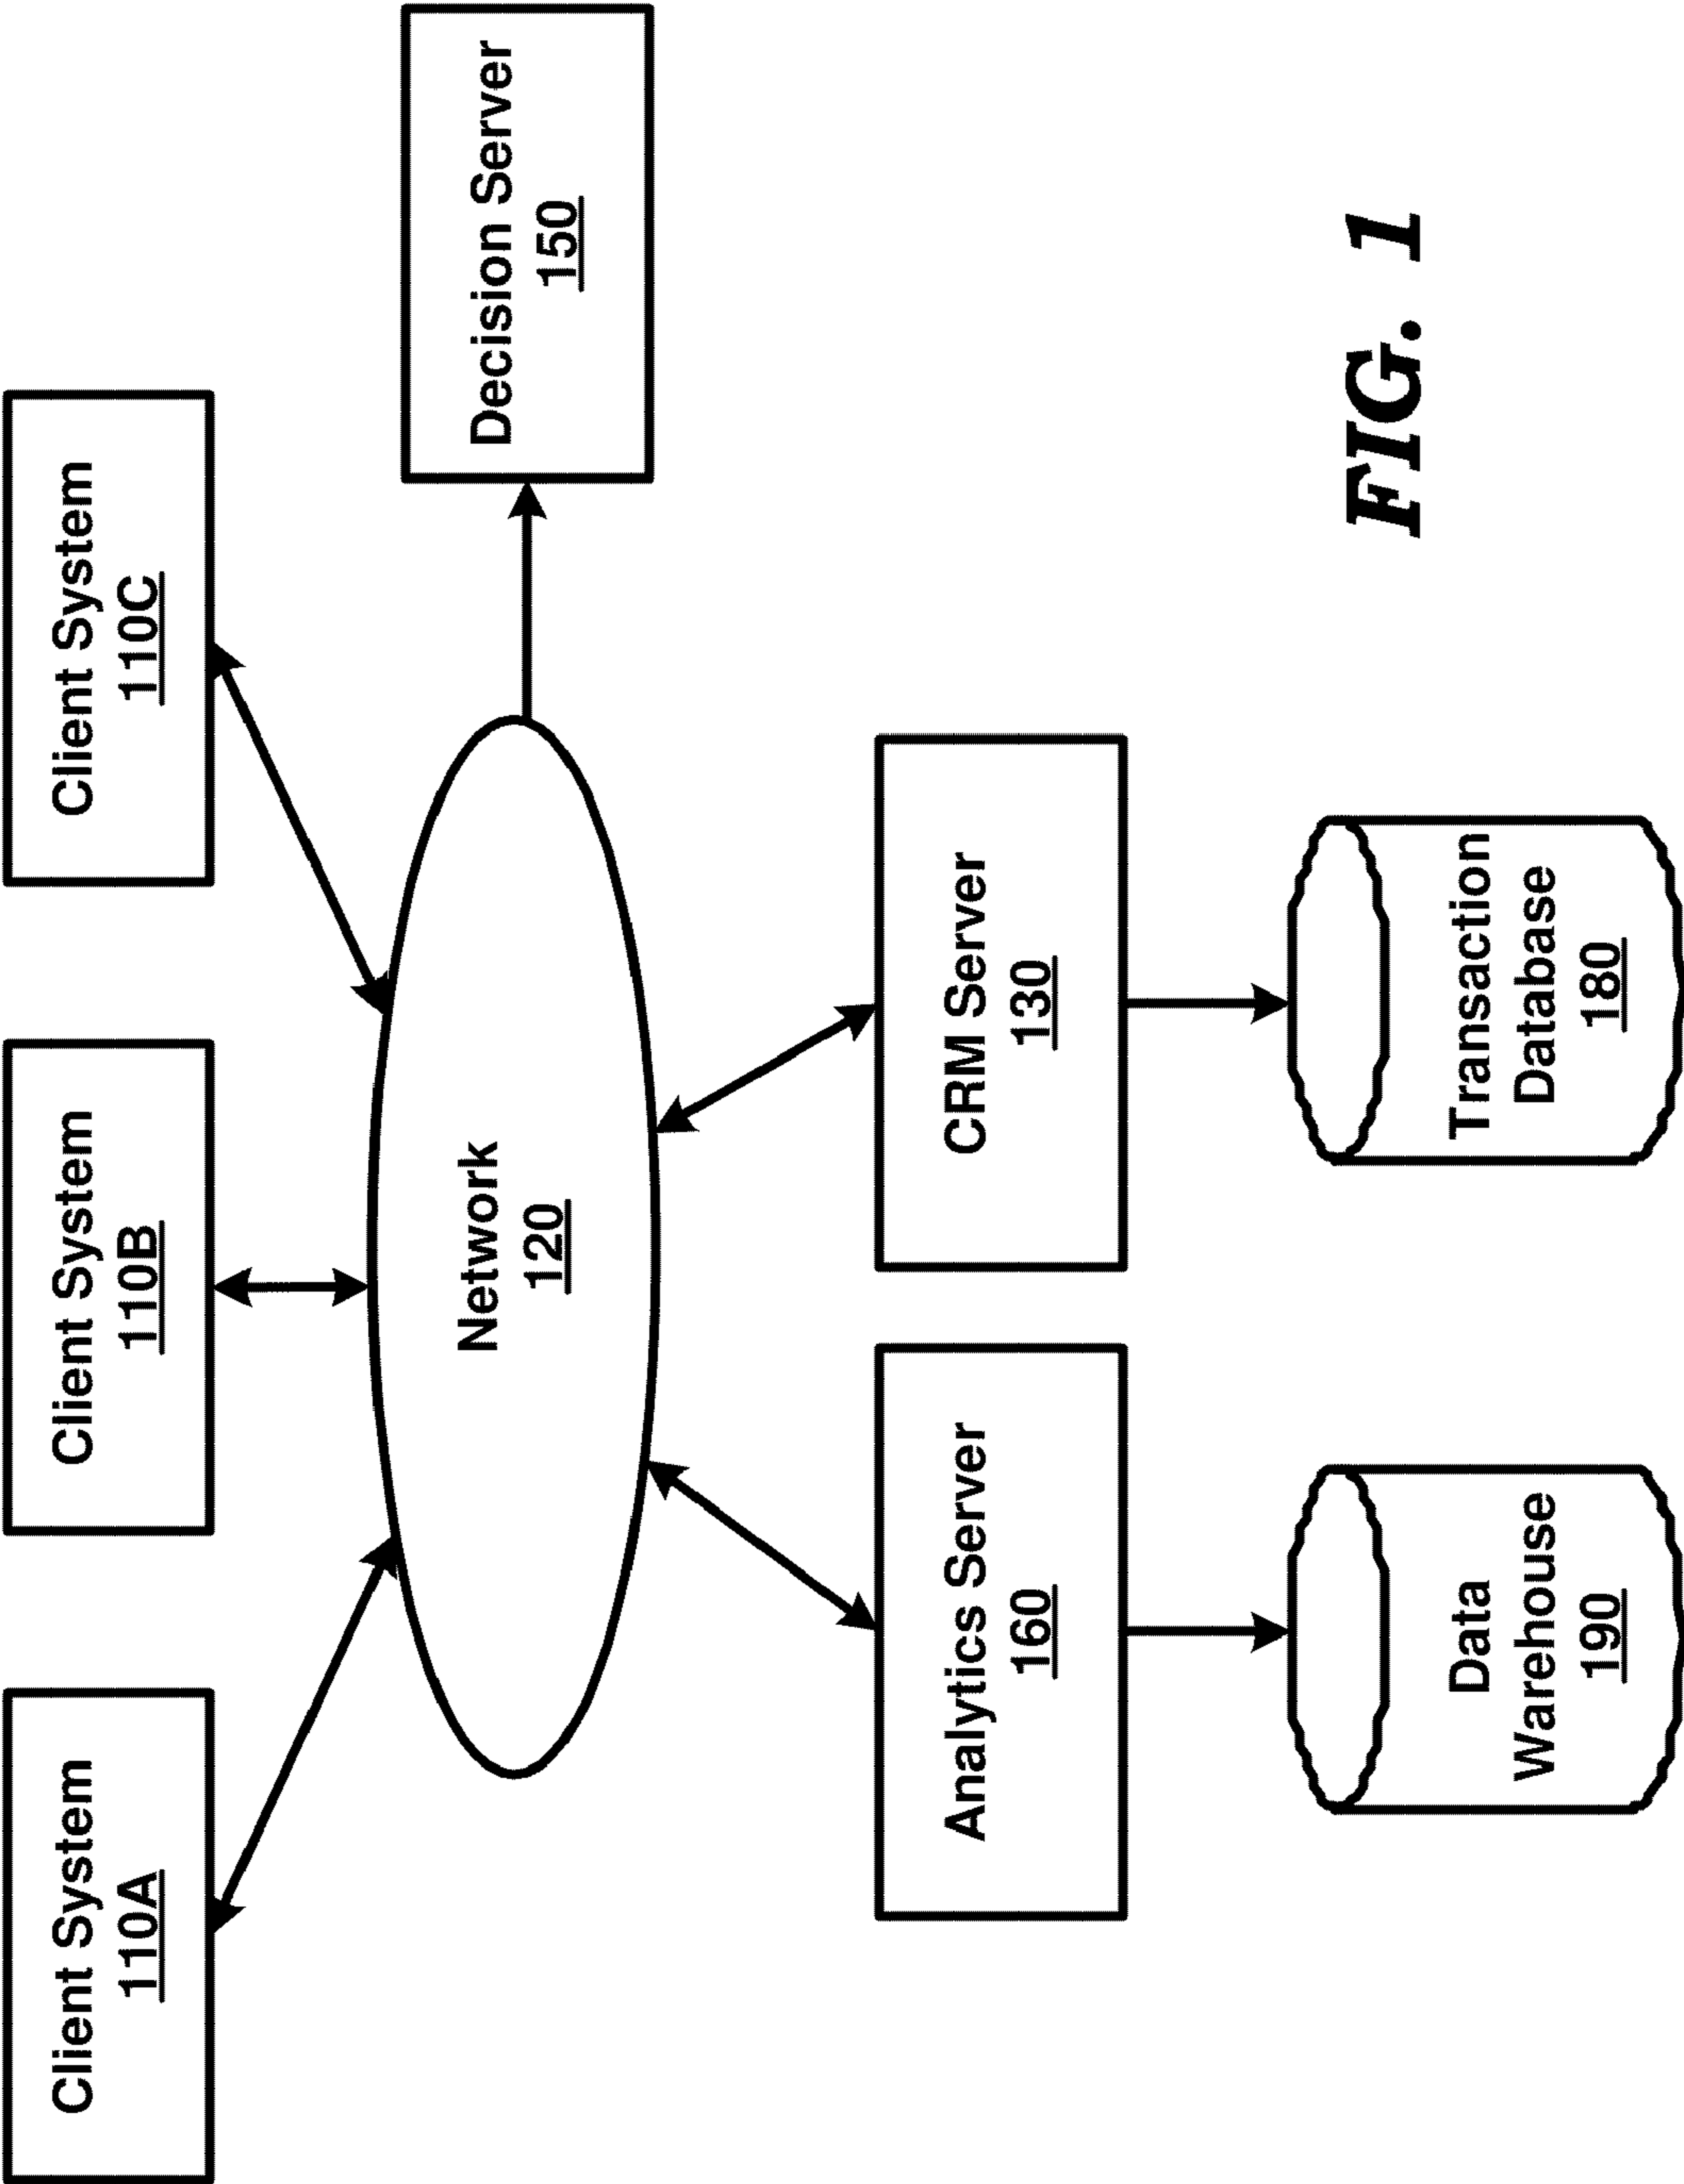 Client System
110A
Client System
110B
Client System
110C
Network
120
Decision Server
150
Analytics Server
160
CRM Server
130
Data
Warehouse
190
Transaction
Database
180
FIG. 1